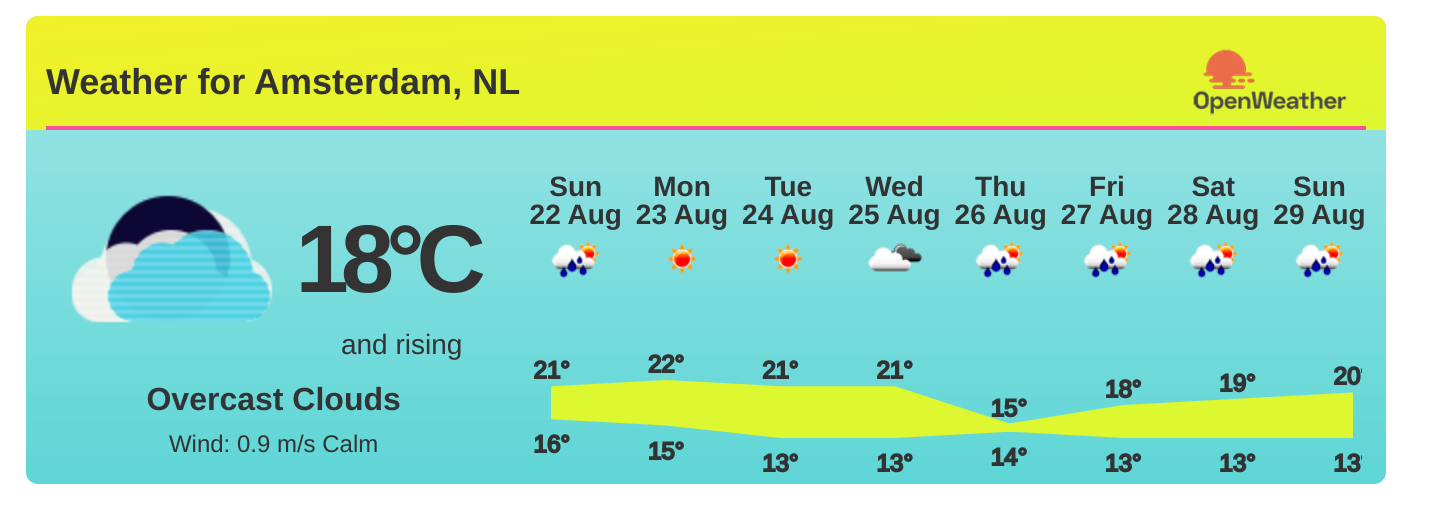 Weather for Amsterdam, NL
OpenWeather
Sun Mon Tue Wed Thu Fri Sat Sun
22 Aug 23 Aug 24 Aug 25 Aug 26 Aug 27 Aug 28 Aug 29 Aug
18°C
and rising
Overcast Clouds
Wind: 0.9 m/s Calm
21° 22° 21° 21° 15° 18° 19° 20°
16° 15° 13° 13° 14° 13° 13° 13°